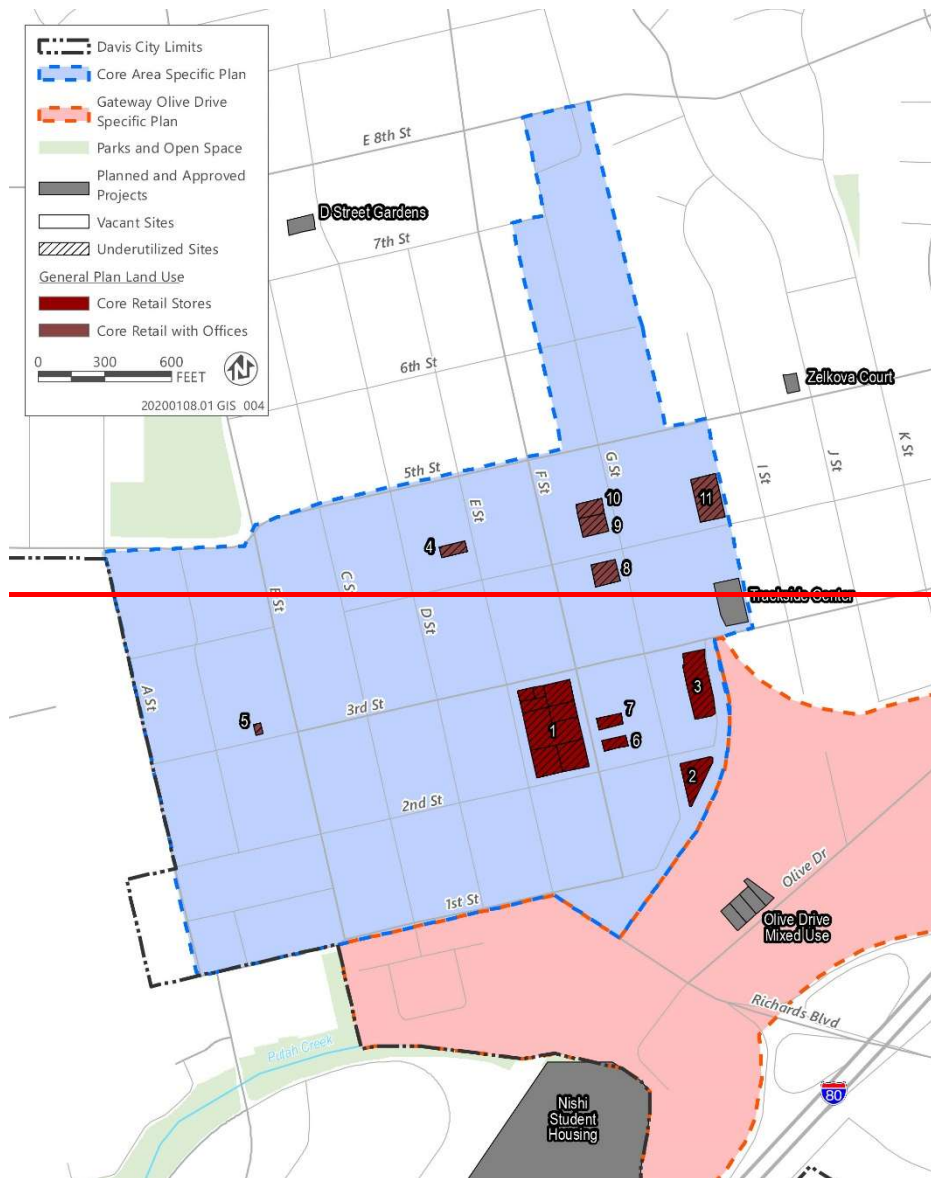 Davis City Limits
Core Area Specific Plan
Gateway Olive Drive
Specific Plan
Parks and Open Space
Planned and Approved
Projects
Vacant Sites
Underutilized Sites
General Plan Land Use
Core Retail Stores
Core Retail with Offices
0 300 600
FEET
20200108.01 GIS 004
E 8th St
D Street Gardens
7th St
6th St
Zelkova Court
5th St
E St
F St
G St
I St
J St
K St
10
11
9
4
8
B St
C St
D St
Trackside Center
A St
3rd St
5
1
7
3
6
2
2nd St
1st St
Olive Dr
Olive Drive
Mixed Use
Richards Blvd
Putah Creek
80
Nishi
Student
Housing